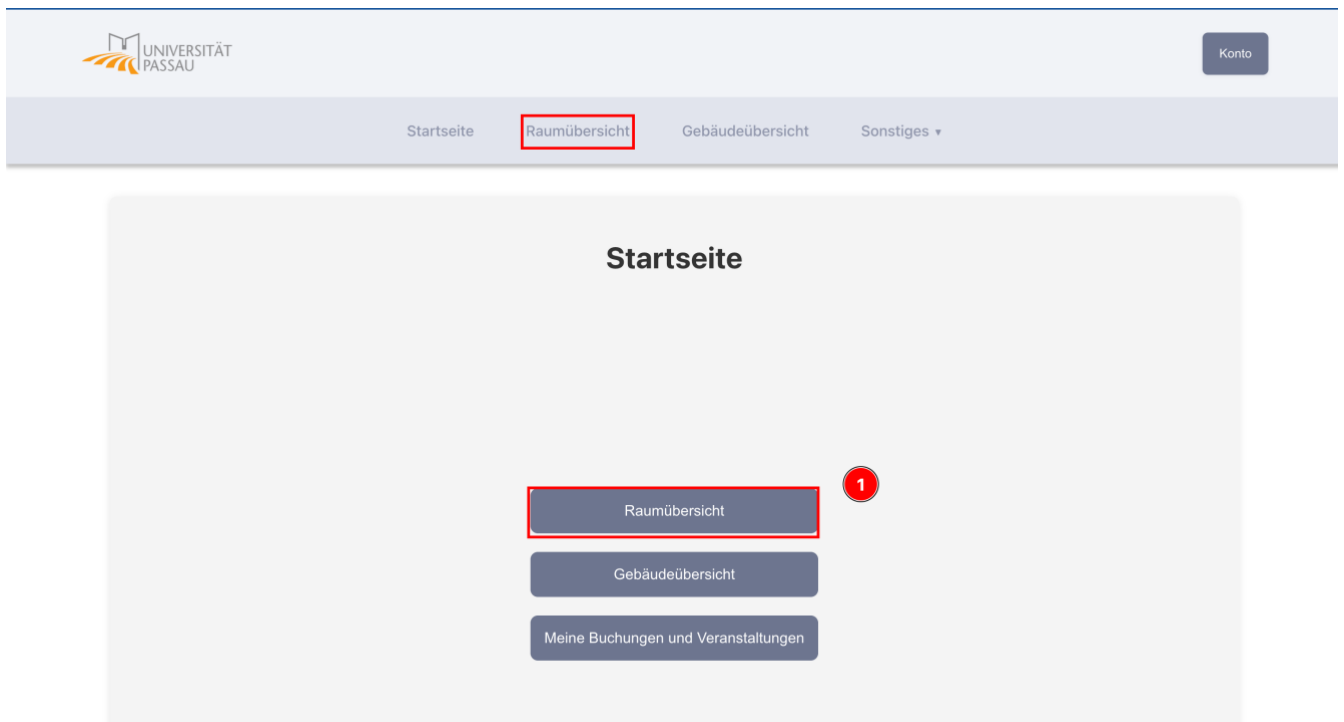 UNIVERSITÄT
PASSAU
Konto
Startseite Raumübersicht Gebäudeübersicht Sonstiges ▾
Startseite
1
Raumübersicht
Gebäudeübersicht
Meine Buchungen und Veranstaltungen